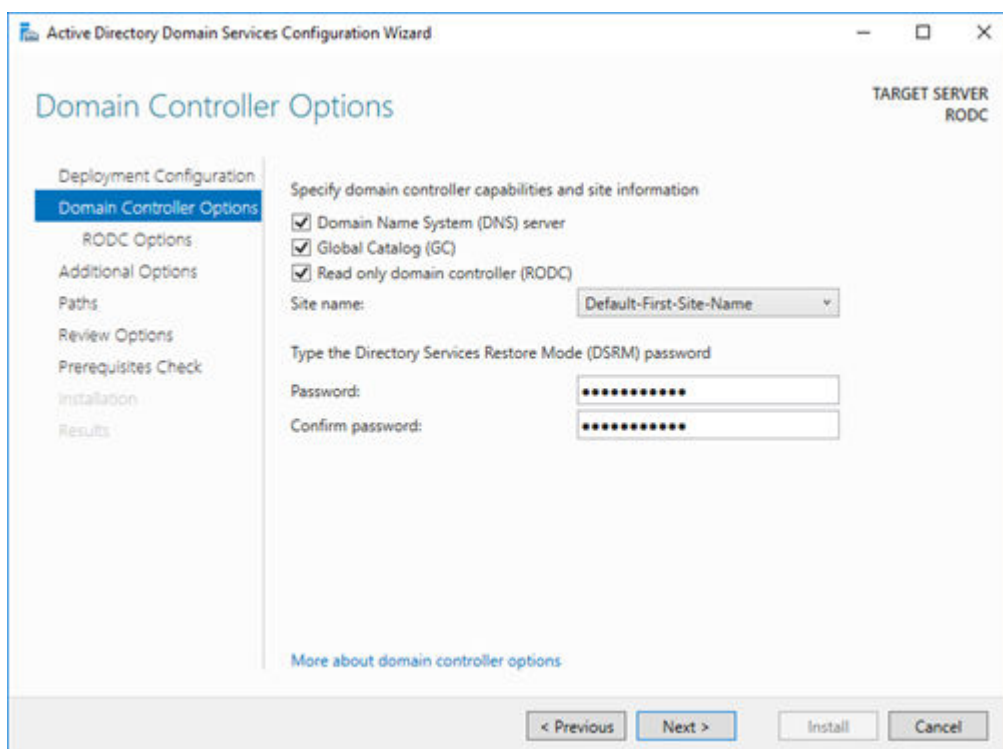 Active Directory Domain Services Configuration Wizard
Domain Controller Options
TARGET SERVER
RODC
Deployment Configuration
Domain Controller Options
RODC Options
Additional Options
Paths
Review Options
Prerequisites Check
Installation
Results
Specify domain controller capabilities and site information
Domain Name System (DNS) server
Global Catalog (GC)
Read only domain controller (RODC)
Site name: Default-First-Site-Name
Type the Directory Services Restore Mode (DSRM) password
Password: ●●●●●●●●●●●
Confirm password: ●●●●●●●●●●●
More about domain controller options
< Previous Next > Install Cancel